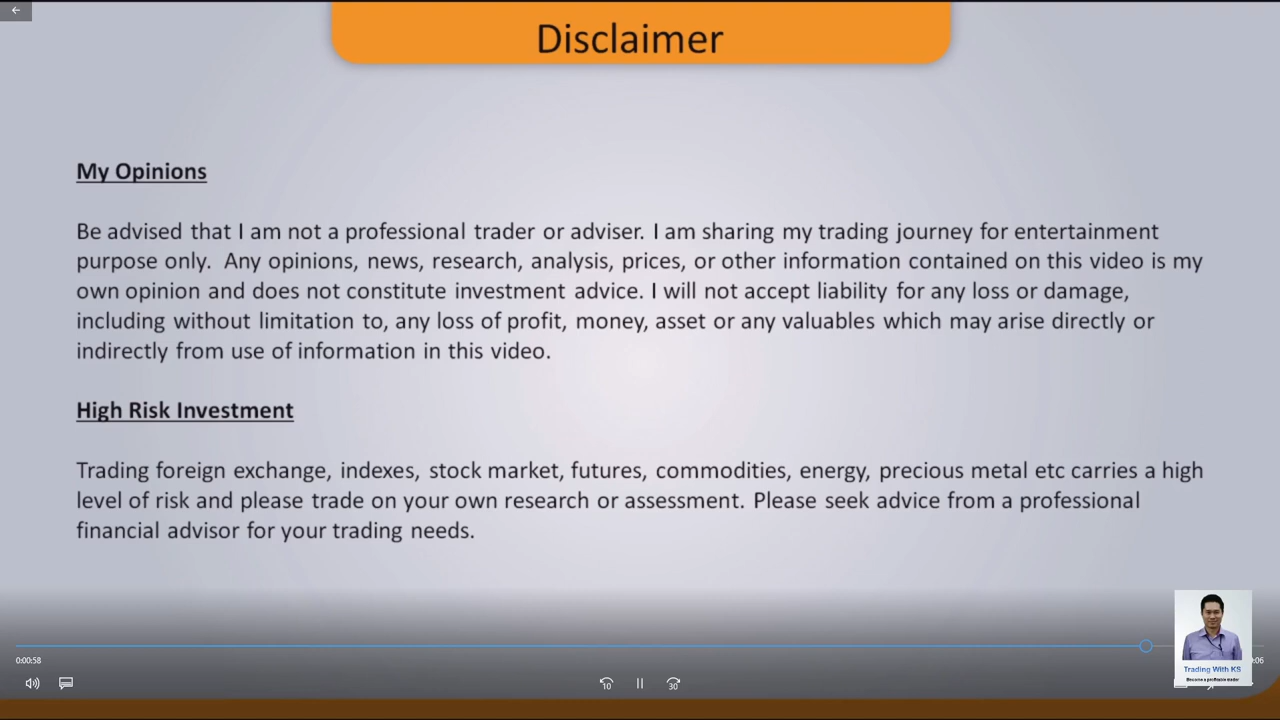 Disclaimer
My Opinions
Be advised that I am not a professional trader or adviser. I am sharing my trading journey for entertainment
purpose only.  Any opinions, news, research, analysis, prices, or other information contained on this video is my
own opinion and does not constitute investment advice. I will not accept liability for any loss or damage,
including without limitation to, any loss of profit, money, asset or any valuables which may arise directly or
indirectly from use of information in this video.
High Risk Investment
Trading foreign exchange, indexes, stock market, futures, commodities, energy, precious metal etc carries a high
level of risk and please trade on your own research or assessment. Please seek advice from a professional
financial advisor for your trading needs.
0:00:58
:06
Trading With KS
Become a profitable trader
10
30